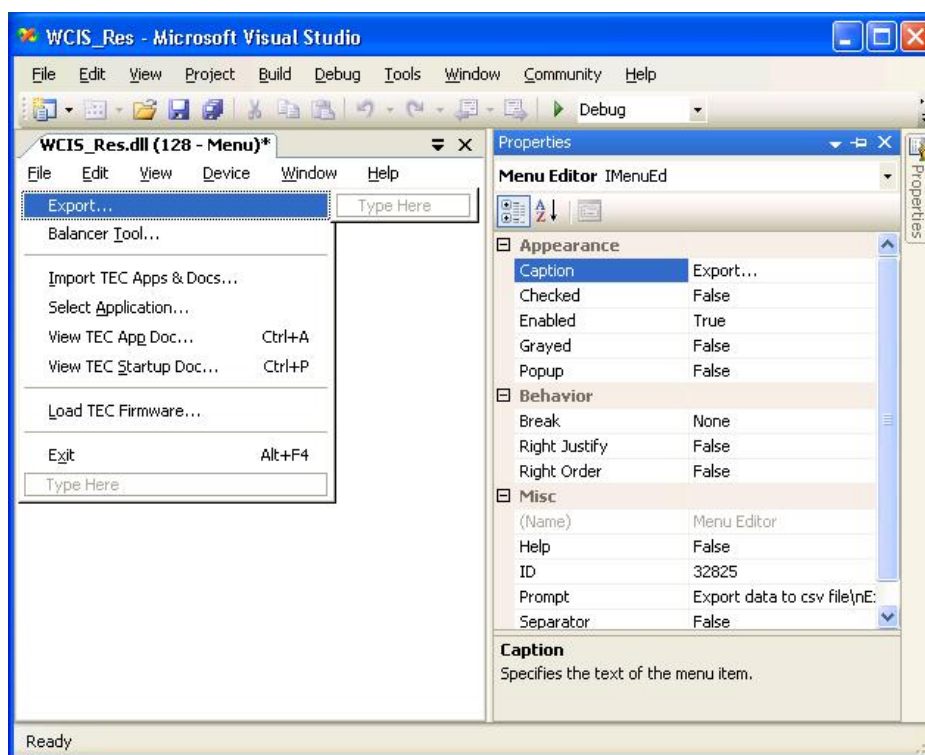 WCIS_Res - Microsoft Visual Studio
File Edit View Project Build Debug Tools Window Community Help
Debug
WCIS_Res.dll (128 - Menu)*
File Edit View Device Window Help
Export...
Type Here
Balancer Tool...
Import TEC Apps & Docs...
Select Application...
View TEC App Doc... Ctrl+A
View TEC Startup Doc... Ctrl+P
Load TEC Firmware...
Exit Alt+F4
Type Here
Properties
Menu Editor IMenuEd
Appearance
Caption Export...
Checked False
Enabled True
Grayed False
Popup False
Behavior
Break None
Right Justify False
Right Order False
Misc
(Name) Menu Editor
Help False
ID 32825
Prompt Export data to csv file\nE
Separator False
Caption
Specifies the text of the menu item.
Properties
Ready